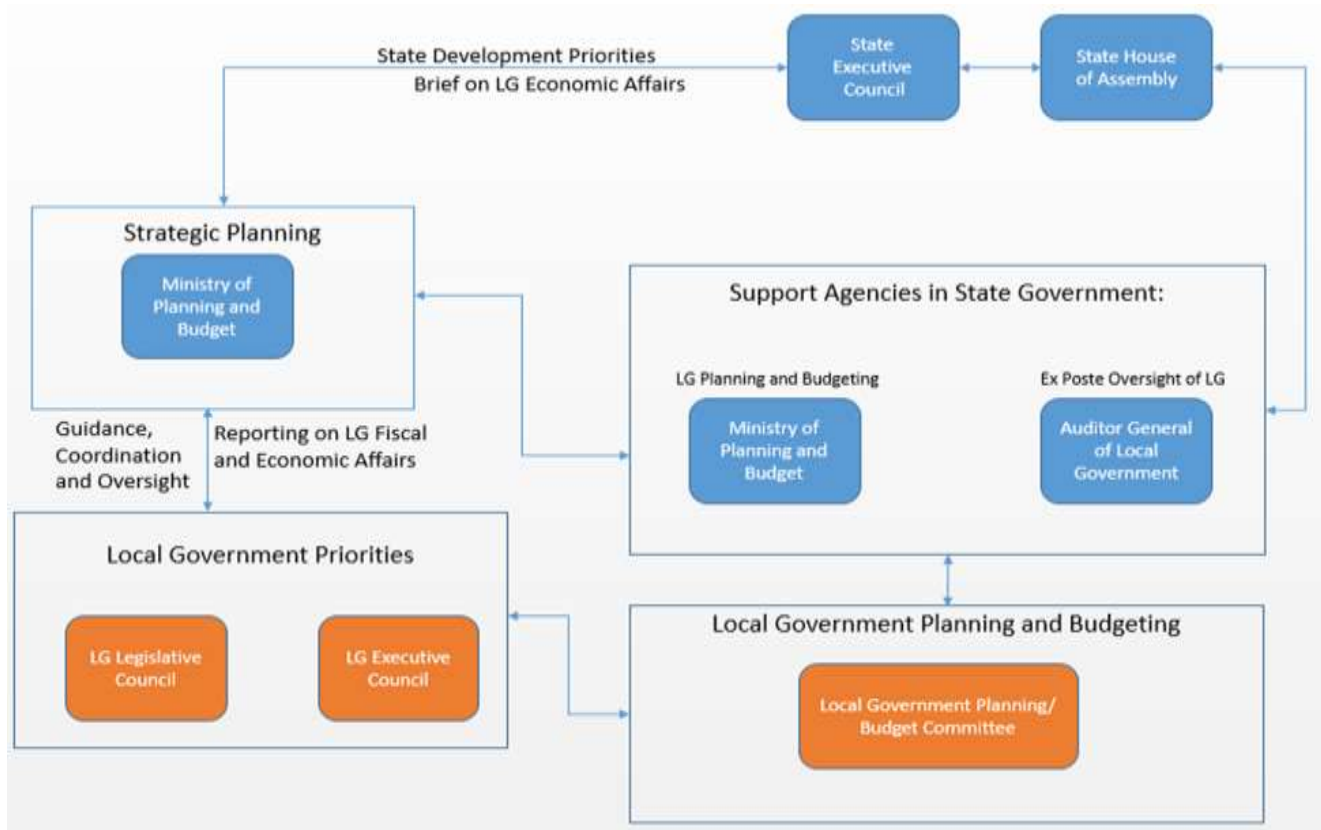 State Development Priorities
Brief on LG Economic Affairs
State
Executive
Council
State House
of Assembly
Strategic Planning
Ministry of
Planning and
Budget
Support Agencies in State Government:
LG Planning and Budgeting
Ministry of
Planning and
Budget
Ex Poste Oversight of LG
Auditor General
of Local
Government
Guidance,
Coordination
and Oversight
Reporting on LG Fiscal
and Economic Affairs
Local Government Priorities
LG Legislative
Council
LG Executive
Council
Local Government Planning and Budgeting
Local Government Planning/
Budget Committee